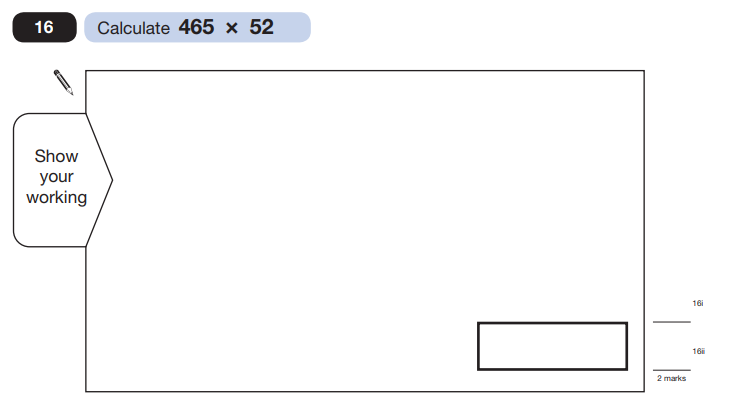 16 Calculate 465 × 52
Show
your
working
16i
16ii
2 marks